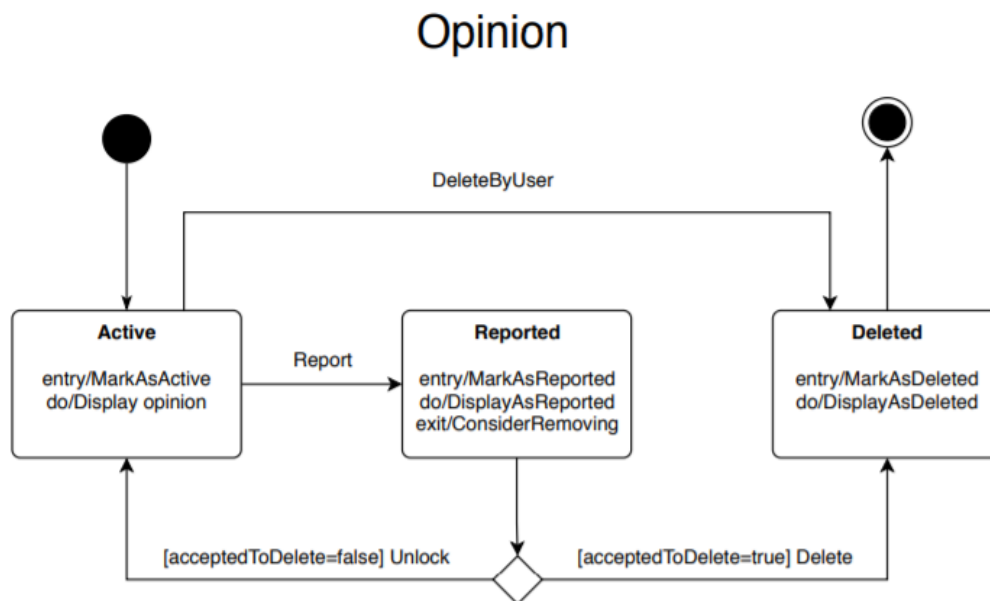 Opinion
DeleteByUser
Active
entry/MarkAsActive
do/Display opinion
Report
Reported
entry/MarkAsReported
do/DisplayAsReported
exit/ConsiderRemoving
Deleted
entry/MarkAsDeleted
do/DisplayAsDeleted
[acceptedToDelete=false] Unlock
[acceptedToDelete=true] Delete